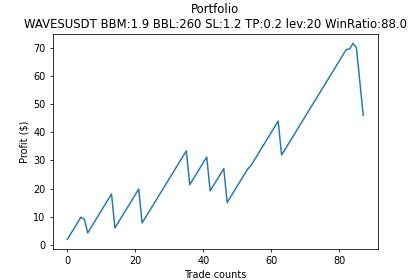 Portfolio
WAVESUSDT BBM:1.9 BBL:260 SL:1.2 TP:0.2 lev:20 WinRatio:88.0
70
60
50
40
30
20
10
0
Profit ($)
0 20 40 60 80
Trade counts